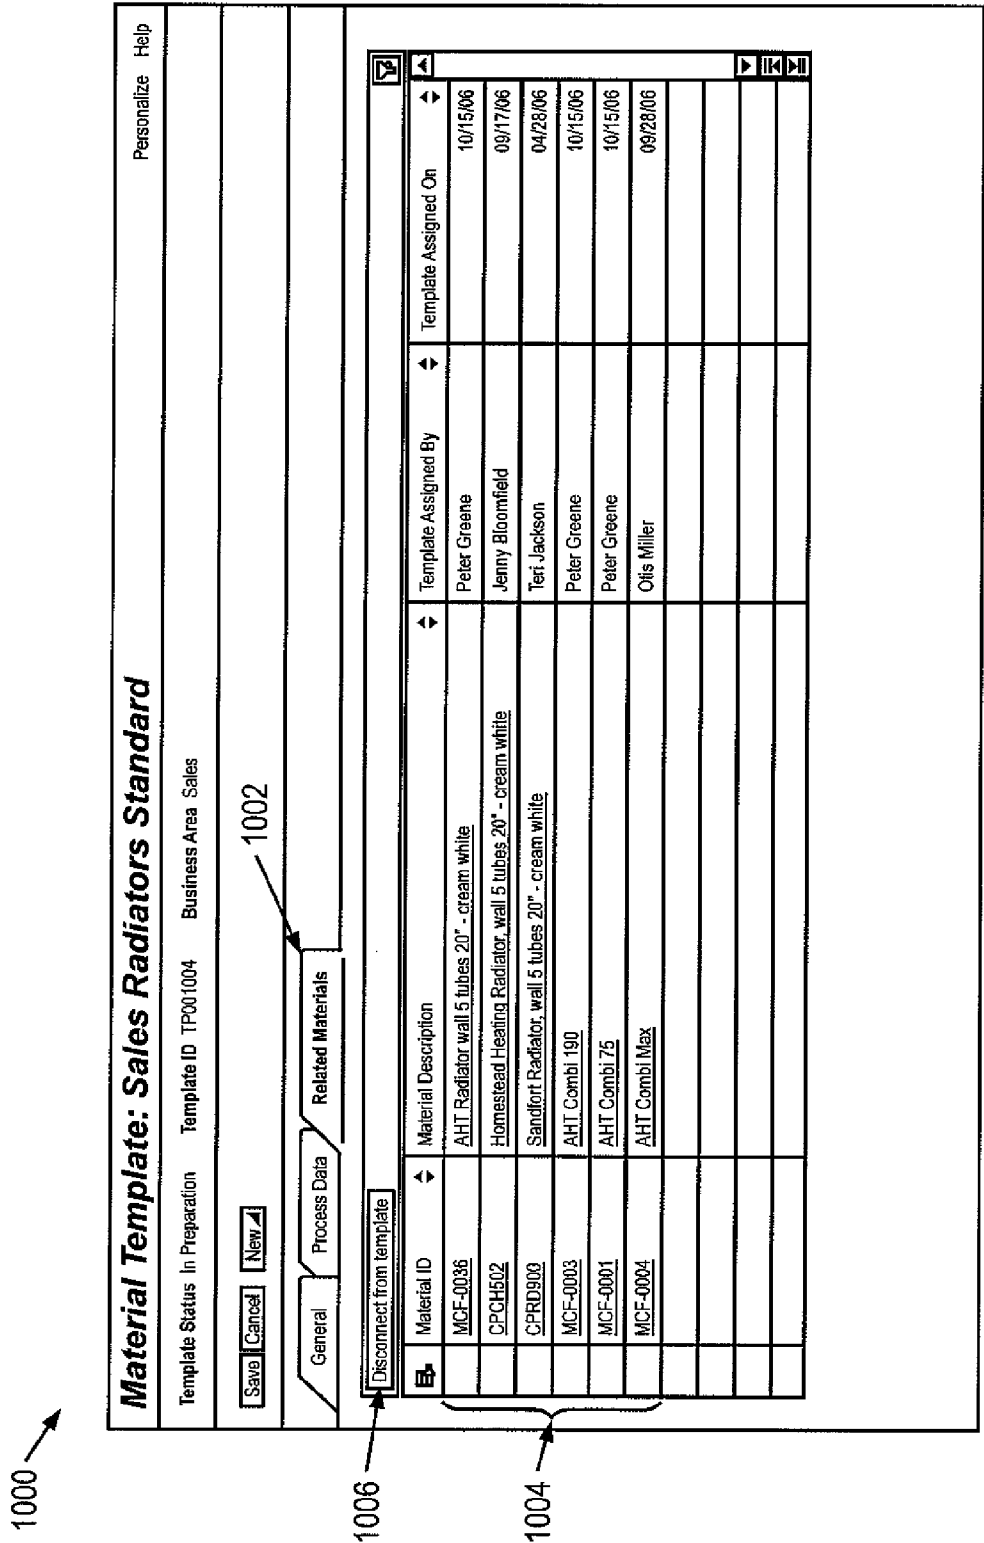 1000
Material Template: Sales Radiators Standard
Personalize Help
Template Status In Preparation Template ID TP001004 Business Area Sales
Save Cancel New
1002
General Process Data Related Materials
1006
Disconnect from template
Material ID Material Description Template Assigned By Template Assigned On
MCF-0036 AHT Radiator wall 5 tubes 20" - cream white Peter Greene 10/15/06
CPCH502 Homestead Heating Radiator, wall 5 tubes 20" - cream white Jenny Bloomfield 09/17/06
CPRD900 Sandfort Radiator, wall 5 tubes 20" - cream white Teri Jackson 04/28/06
MCF-0003 AHT Combi 190 Peter Greene 10/15/06
MCF-0001 AHT Combi 75 Peter Greene 10/15/06
MCF-0004 AHT Combi Max Otis Miller 09/28/06
1004